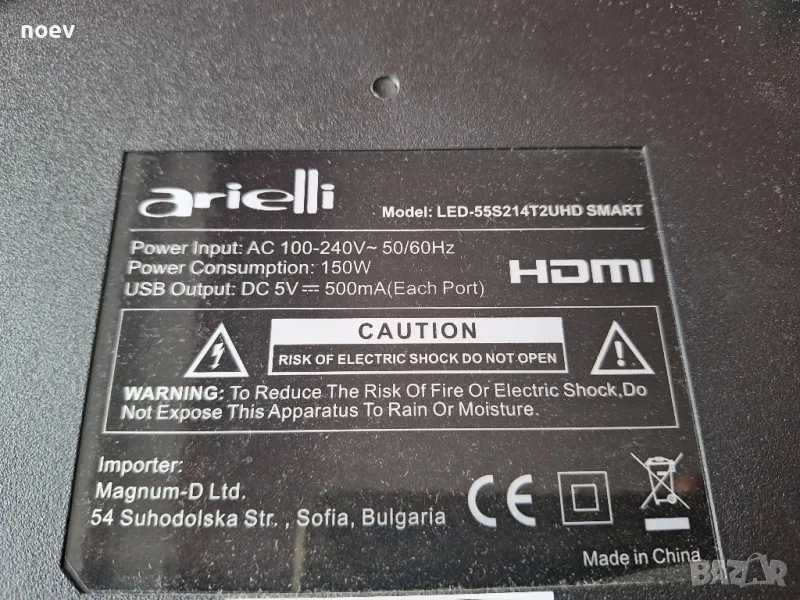 noev
arielli
Model: LED-55S214T2UHD SMART
Power Input: AC 100-240V~ 50/60Hz
Power Consumption: 150W
USB Output: DC 5V⎓500mA(Each Port)
HDMI
CAUTION
RISK OF ELECTRIC SHOCK DO NOT OPEN
WARNING: To Reduce The Risk Of Fire Or Electric Shock,Do
Not Expose This Apparatus To Rain Or Moisture.
Importer:
Magnum-D Ltd.
54 Suhodolska Str. , Sofia, Bulgaria
CE
Made in China
BAZAR